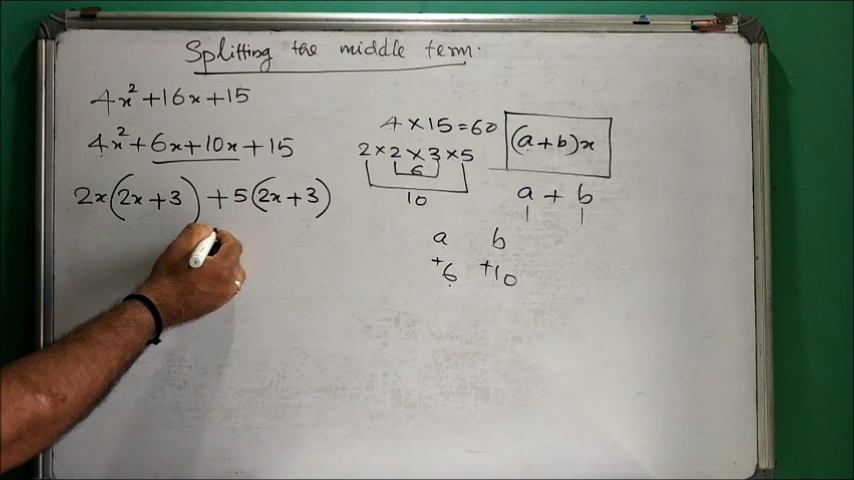 Splitting the middle term.
4x² + 16x + 15
4x² + 6x + 10x + 15
2x(2x + 3) + 5(2x + 3)
4 × 15 = 60
2 × 2 × 3 × 5
6
10
(a + b)x
a + b
a b
+6 +10